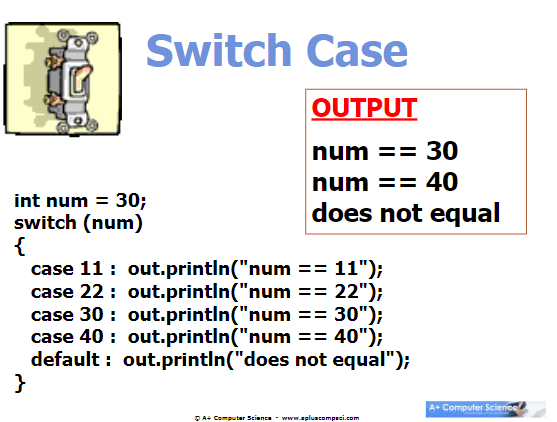 Switch Case
OUTPUT
num == 30
num == 40
does not equal
int num = 30;
switch (num)
{
case 11 : out.println("num == 11");
case 22 : out.println("num == 22");
case 30 : out.println("num == 30");
case 40 : out.println("num == 40");
default : out.println("does not equal");
}
© A+ Computer Science - www.apluscompsci.com
A+ Computer Science